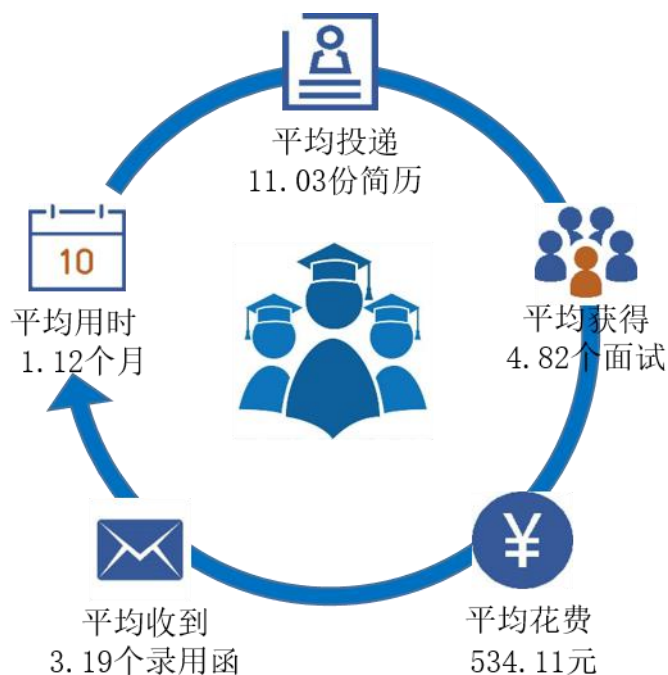 平均投递
11.03份简历
10
平均用时
1.12个月
平均获得
4.82个面试
¥
平均收到
3.19个录用函
平均花费
534.11元